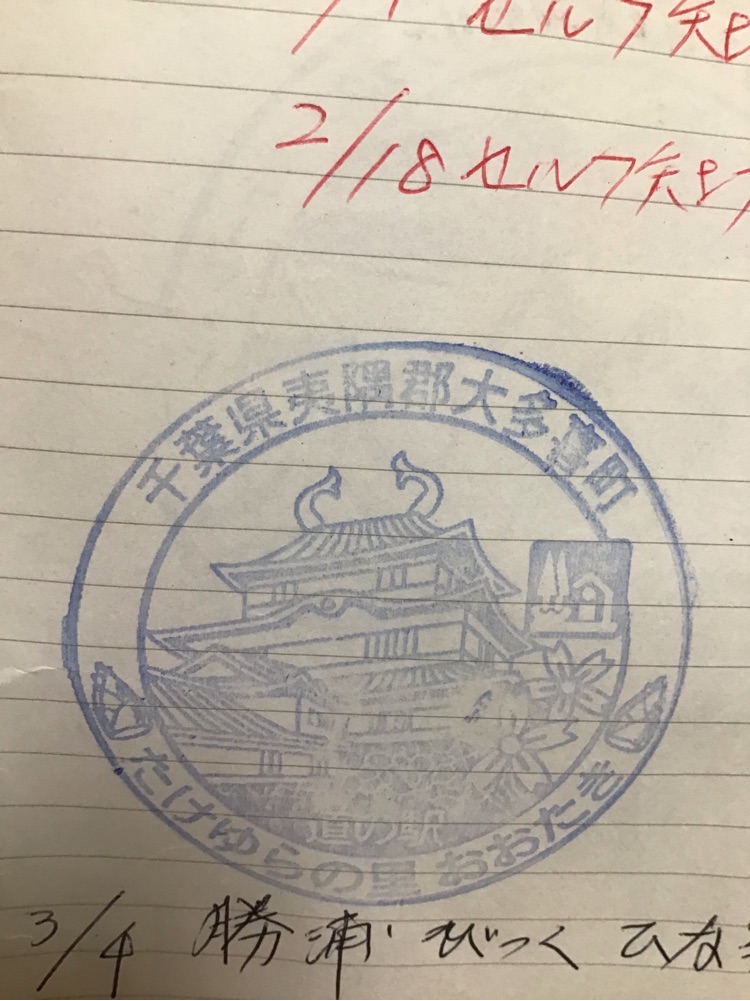 セルフ
2/18 セルフ
千葉県夷隅郡大多喜町
道の駅
たけゆらの里 おおたき
3/4 勝浦 びっく ひな